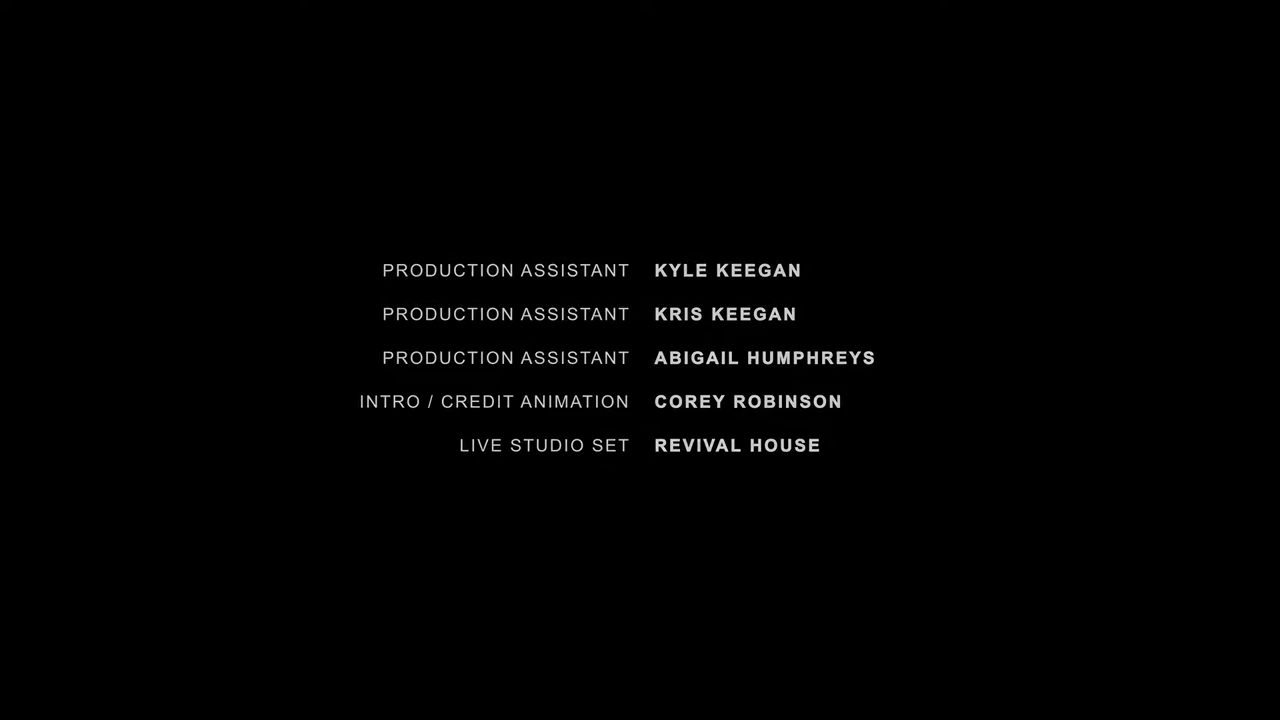 PRODUCTION ASSISTANT KYLE KEEGAN
PRODUCTION ASSISTANT KRIS KEEGAN
PRODUCTION ASSISTANT ABIGAIL HUMPHREYS
INTRO / CREDIT ANIMATION COREY ROBINSON
LIVE STUDIO SET REVIVAL HOUSE